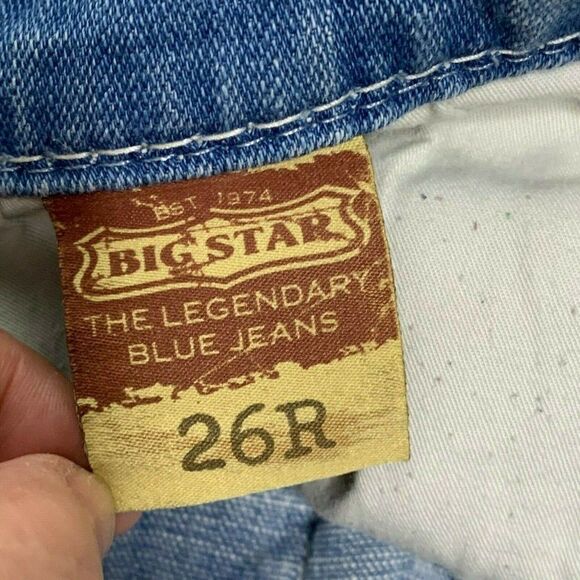 EST 1974
BIG STAR
THE LEGENDARY
BLUE JEANS
26R